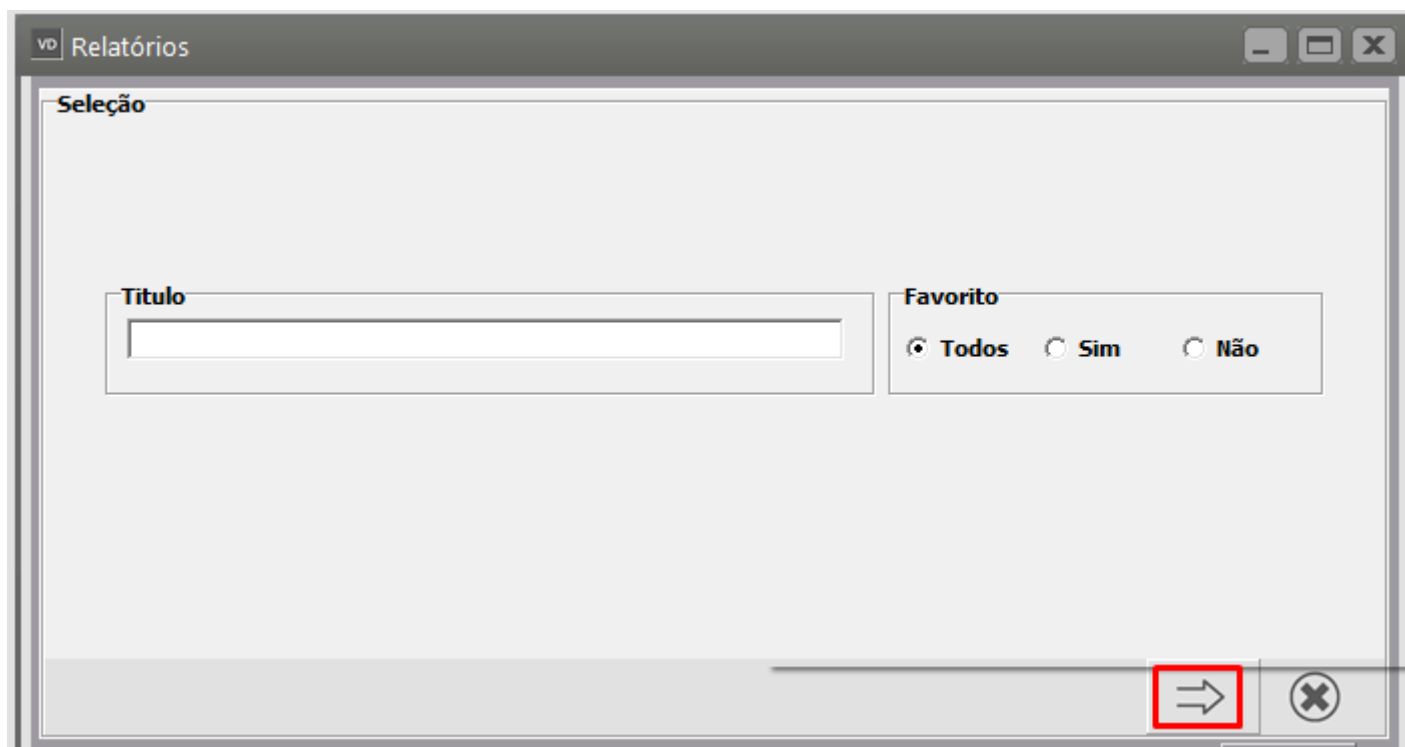 VD Relatórios
Seleção
Titulo
Favorito
Todos Sim Não